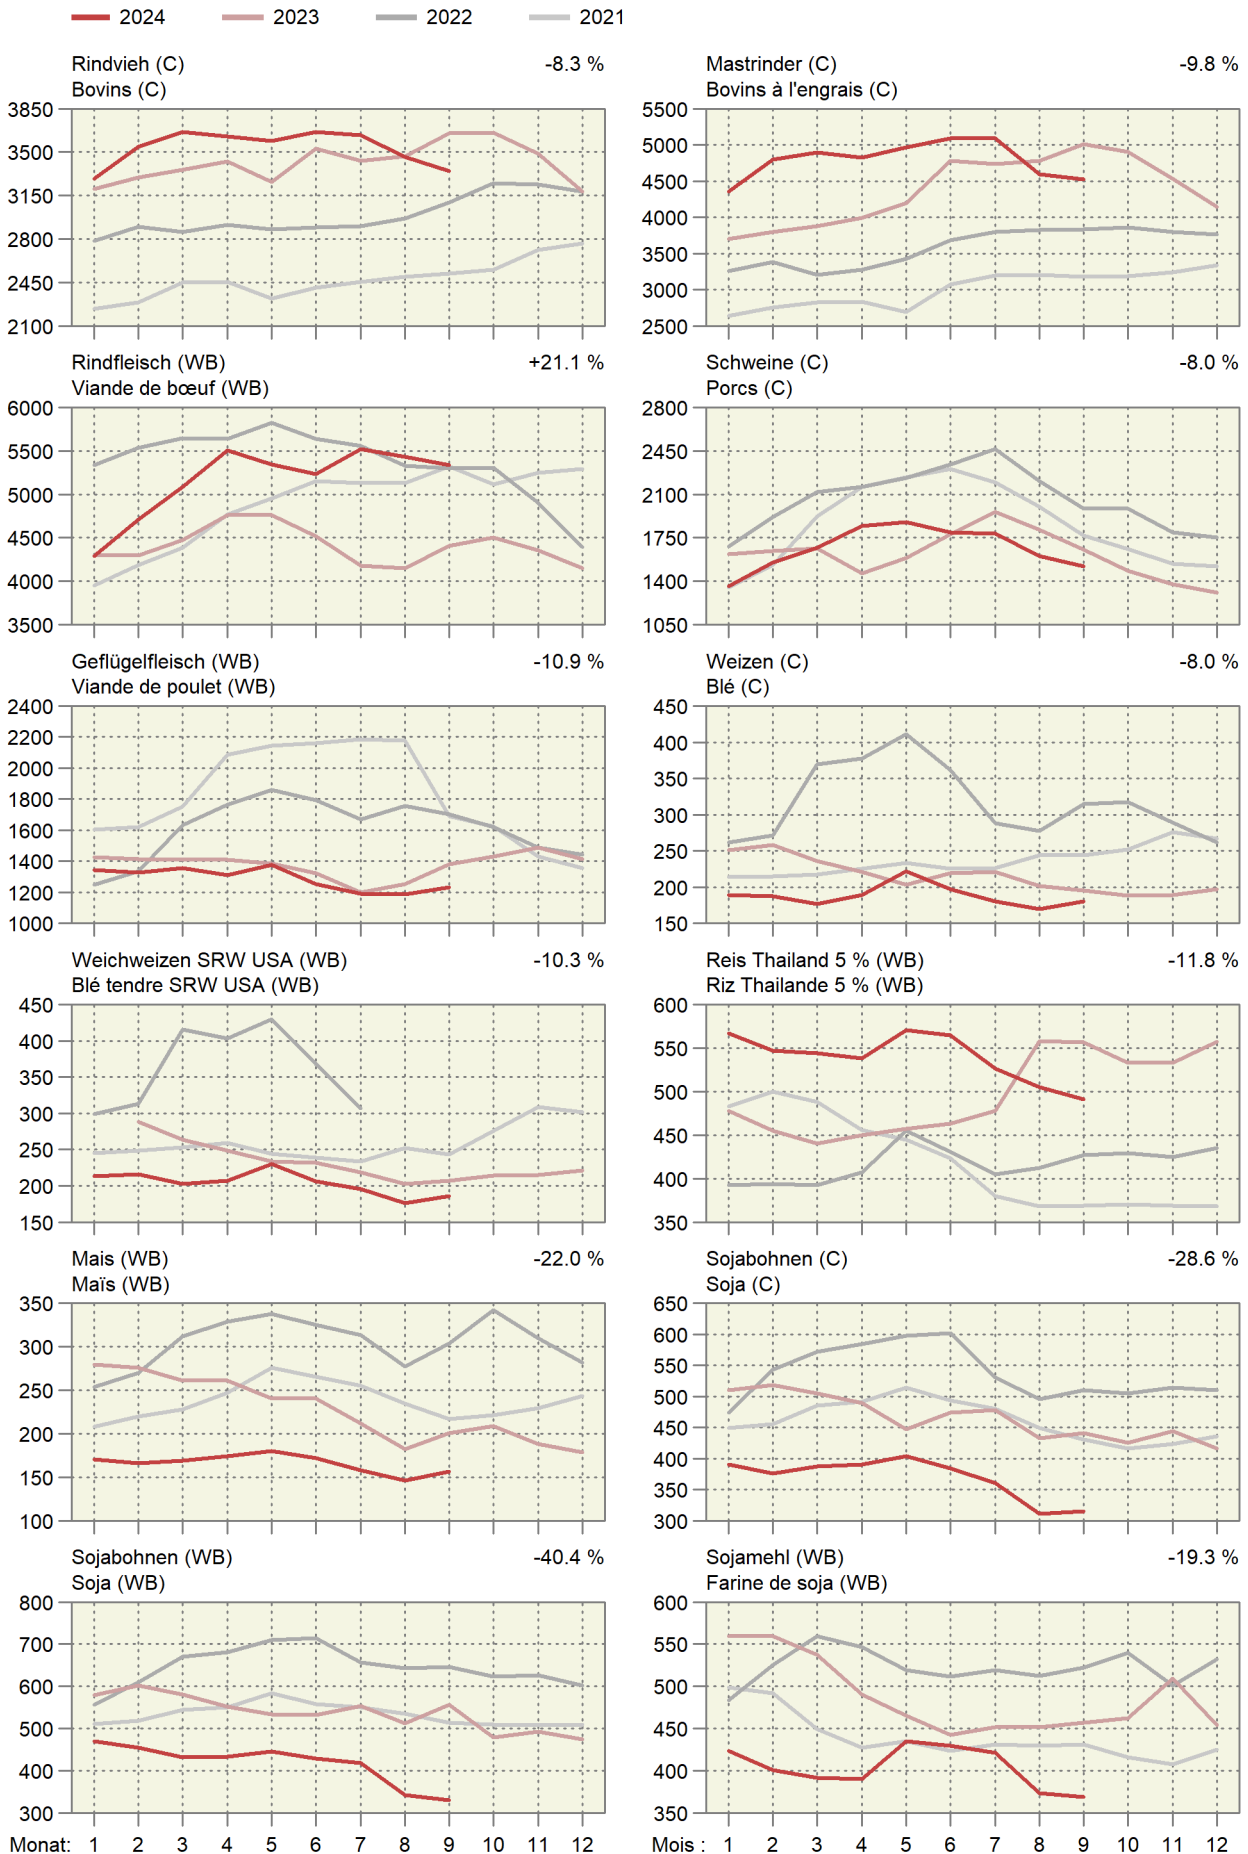 2024 2023 2022 2021
Rindvieh (C) -8.3 %
Bovins (C)
3850
3500
3150
2800
2450
2100
Mastrinder (C) -9.8 %
Bovins à l'engrais (C)
5500
5000
4500
4000
3500
3000
2500
Rindfleisch (WB) +21.1 %
Viande de bœuf (WB)
6000
5500
5000
4500
4000
3500
Schweine (C) -8.0 %
Porcs (C)
2800
2450
2100
1750
1400
1050
Geflügelfleisch (WB) -10.9 %
Viande de poulet (WB)
2400
2200
2000
1800
1600
1400
1200
1000
Weizen (C) -8.0 %
Blé (C)
450
400
350
300
250
200
150
Weichweizen SRW USA (WB) -10.3 %
Blé tendre SRW USA (WB)
450
400
350
300
250
200
150
Reis Thailand 5 % (WB) -11.8 %
Riz Thailande 5 % (WB)
600
550
500
450
400
350
Mais (WB) -22.0 %
Maïs (WB)
350
300
250
200
150
100
Sojabohnen (C) -28.6 %
Soja (C)
650
600
550
500
450
400
350
300
Sojabohnen (WB) -40.4 %
Soja (WB)
800
700
600
500
400
300
Monat: 1 2 3 4 5 6 7 8 9 10 11 12
Sojamehl (WB) -19.3 %
Farine de soja (WB)
600
550
500
450
400
350
Mois : 1 2 3 4 5 6 7 8 9 10 11 12